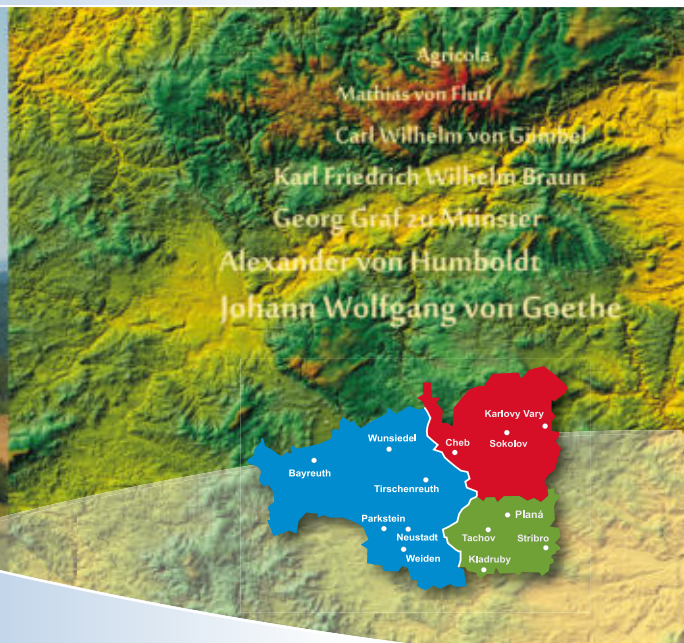 Agricola
Mathias von Flurl
Carl Wilhelm von Gümbel
Karl Friedrich Wilhelm Braun
Georg Graf zu Münster
Alexander von Humboldt
Johann Wolfgang von Goethe
Karlovy Vary
Wunsiedel
Cheb
Sokolov
Bayreuth
Tirschenreuth
Parkstein
Planá
Neustadt
Tachov
Stribro
Weiden
Kladruby